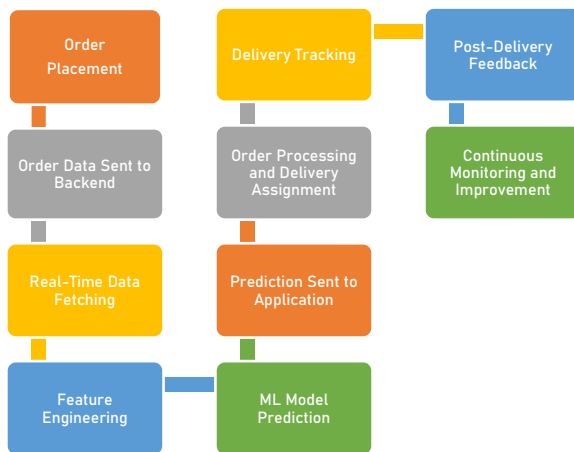 Order
Placement
Order Data Sent to
Backend
Real-Time Data
Fetching
Feature
Engineering
ML Model
Prediction
Prediction Sent to
Application
Order Processing
and Delivery
Assignment
Delivery Tracking
Post-Delivery
Feedback
Continuous
Monitoring and
Improvement